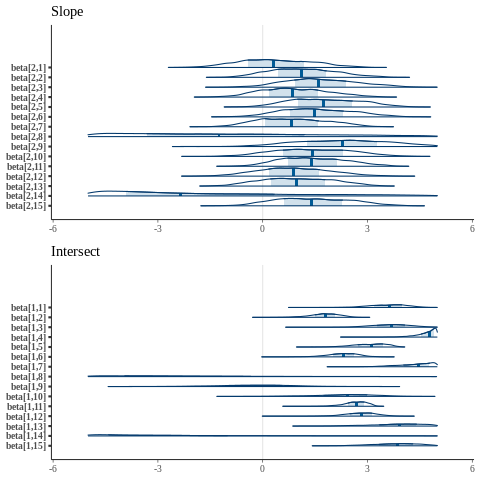 Slope
beta[2,1]
beta[2,2]
beta[2,3]
beta[2,4]
beta[2,5]
beta[2,6]
beta[2,7]
beta[2,8]
beta[2,9]
beta[2,10]
beta[2,11]
beta[2,12]
beta[2,13]
beta[2,14]
beta[2,15]
-6 -3 0 3 6
Intersect
beta[1,1]
beta[1,2]
beta[1,3]
beta[1,4]
beta[1,5]
beta[1,6]
beta[1,7]
beta[1,8]
beta[1,9]
beta[1,10]
beta[1,11]
beta[1,12]
beta[1,13]
beta[1,14]
beta[1,15]
-6 -3 0 3 6